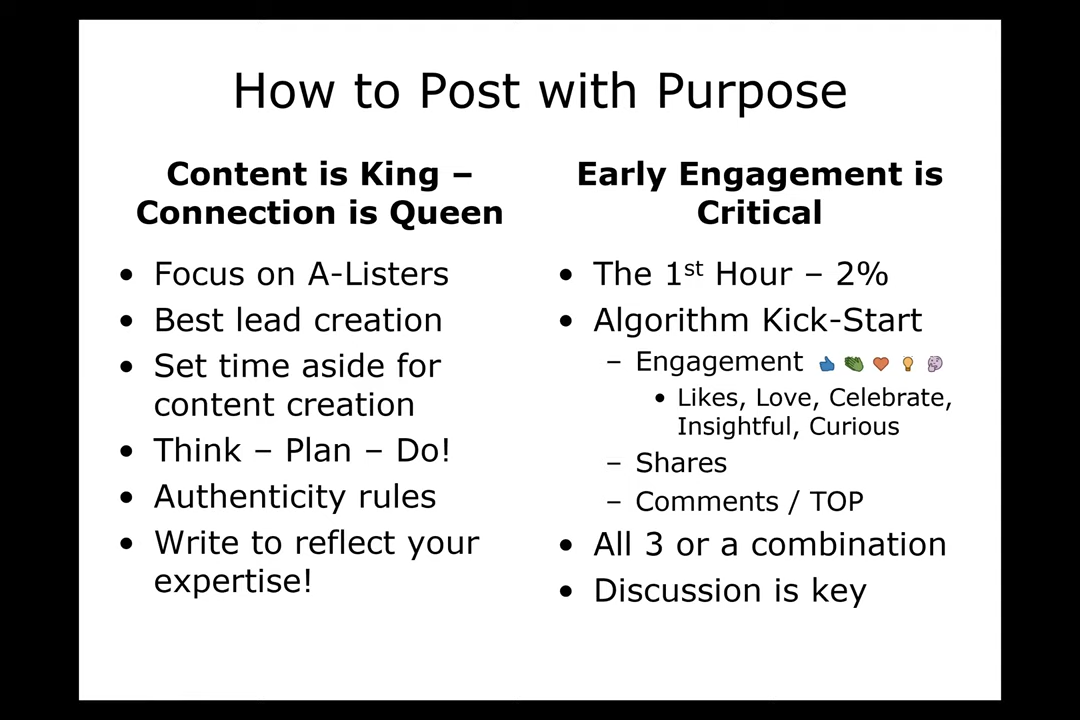 How to Post with Purpose
Content is King –
Connection is Queen
• Focus on A-Listers
• Best lead creation
• Set time aside for
content creation
• Think – Plan – Do!
• Authenticity rules
• Write to reflect your
expertise!
Early Engagement is
Critical
• The 1st Hour – 2%
• Algorithm Kick-Start
– Engagement
• Likes, Love, Celebrate,
Insightful, Curious
– Shares
– Comments / TOP
• All 3 or a combination
• Discussion is key